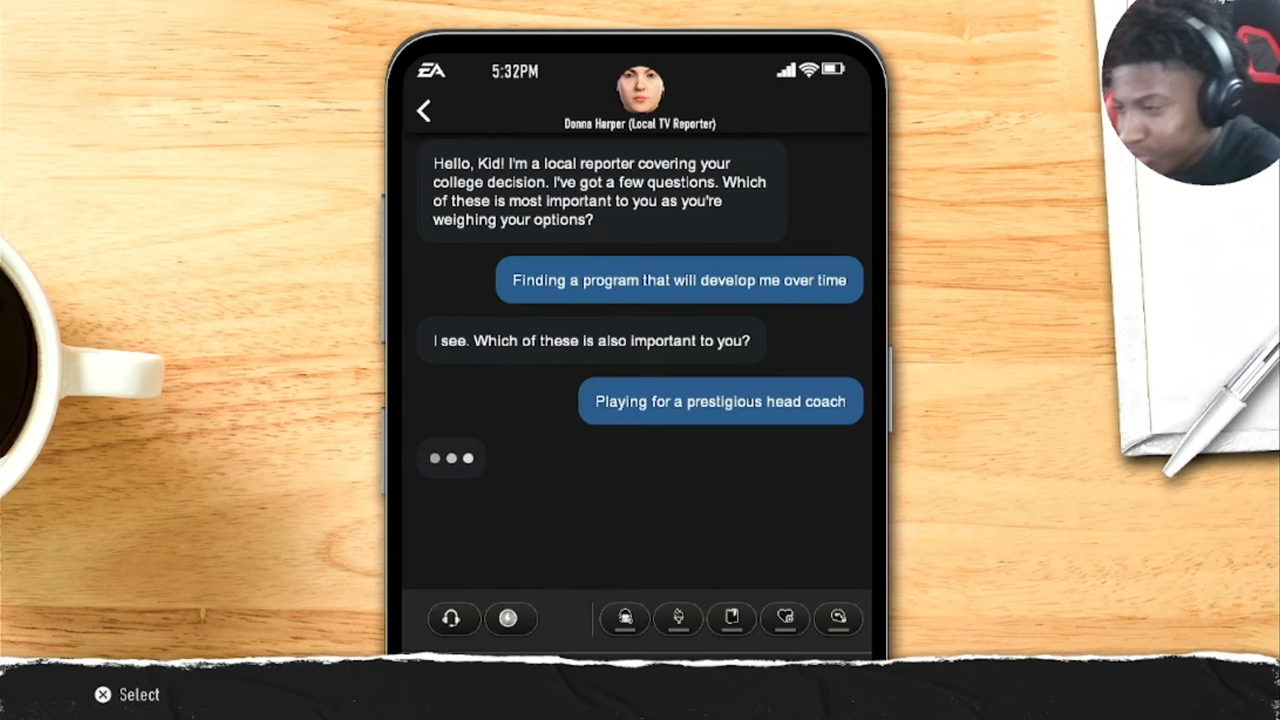 EA
5:32PM
Donna Harper (Local TV Reporter)
Hello, Kid! I'm a local reporter covering your
college decision. I've got a few questions. Which
of these is most important to you as you're
weighing your options?
Finding a program that will develop me over time
I see. Which of these is also important to you?
Playing for a prestigious head coach
Select